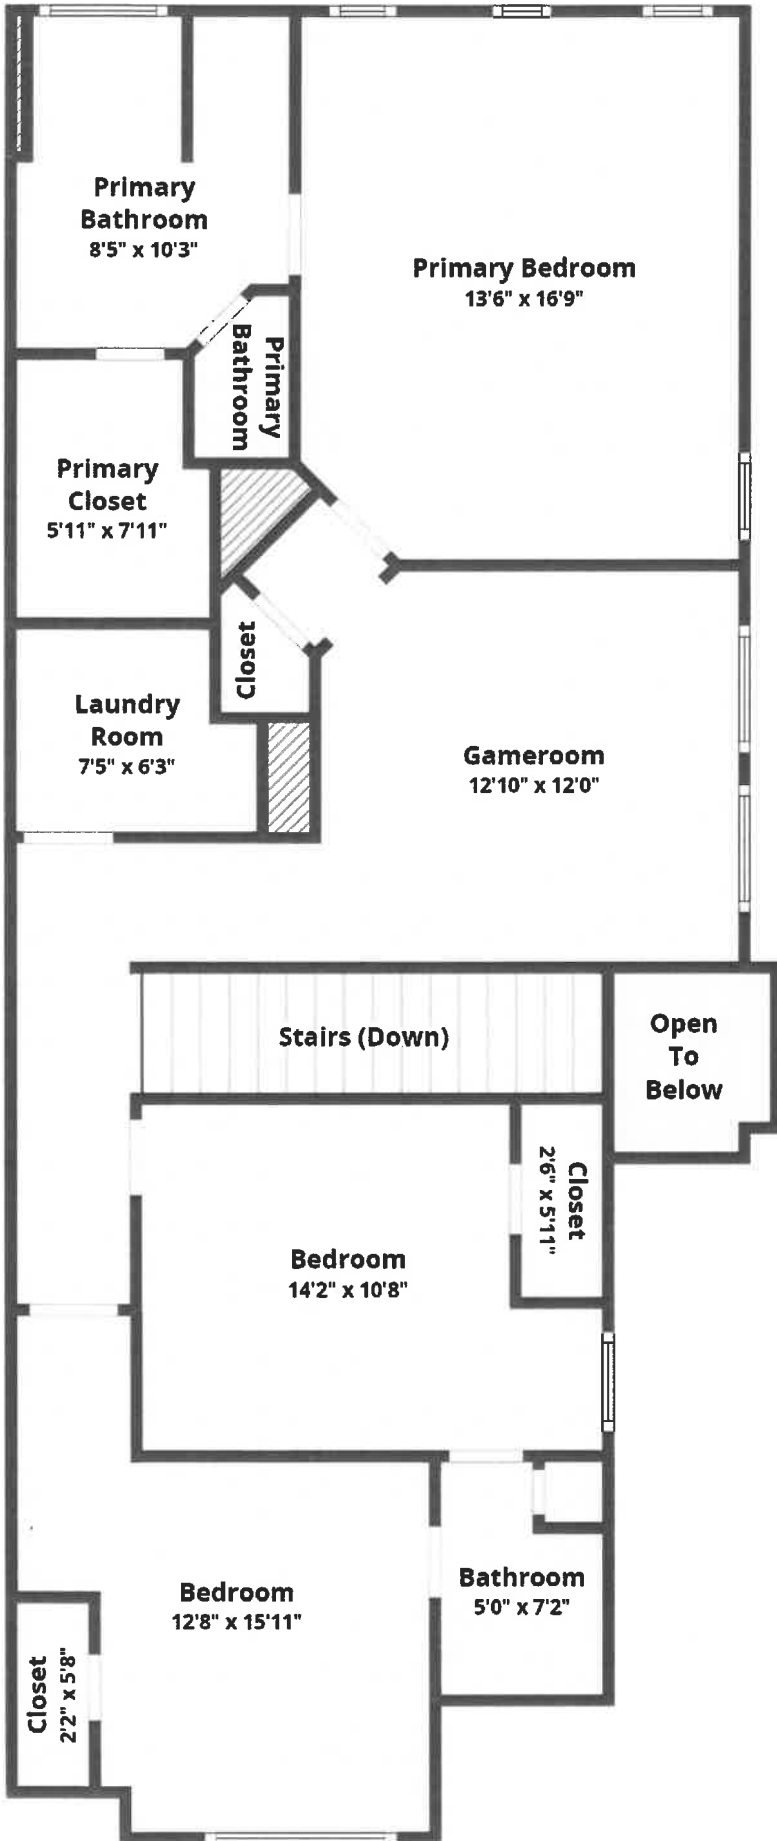 Primary
Bathroom
8'5" x 10'3"
Primary Bedroom
13'6" x 16'9"
Primary
Bathroom
Primary
Closet
5'11" x 7'11"
Closet
Laundry
Room
7'5" x 6'3"
Gameroom
12'10" x 12'0"
Stairs (Down)
Open
To
Below
Closet
2'6" x 5'11"
Bedroom
14'2" x 10'8"
Bedroom
12'8" x 15'11"
Bathroom
5'0" x 7'2"
Closet
2'2" x 5'8"